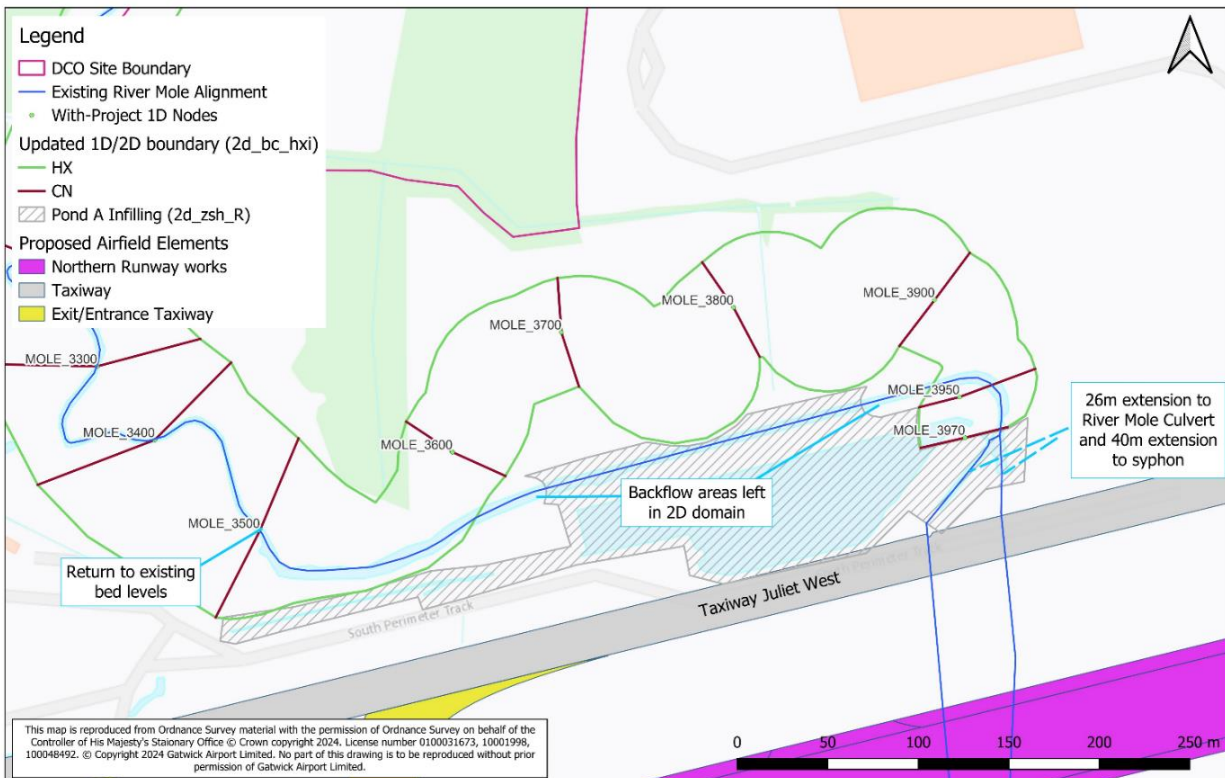 Legend
DCO Site Boundary
Existing River Mole Alignment
With-Project 1D Nodes
Updated 1D/2D boundary (2d_bc_hxi)
HX
CN
Pond A Infilling (2d_zsh_R)
Proposed Airfield Elements
Northern Runway works
Taxiway
Exit/Entrance Taxiway
MOLE_3300
MOLE_3400
MOLE_3500
MOLE_3600
MOLE_3700
MOLE_3800
MOLE_3900
MOLE_3950
MOLE_3970
26m extension to
River Mole Culvert
and 40m extension
to syphon
Backflow areas left
in 2D domain
Return to existing
bed levels
South Perimeter Track
Perimeter Track
Taxiway Juliet West
This map is reproduced from Ordnance Survey material with the permission of Ordnance Survey on behalf of the
Controller of His Majesty's Staionary Office © Crown copyright 2024. License number 0100031673, 10001998,
100048492. © Copyright 2024 Gatwick Airport Limited. No part of this drawing is to be reproduced without prior
permission of Gatwick Airport Limited.
0 50 100 150 200 250 m